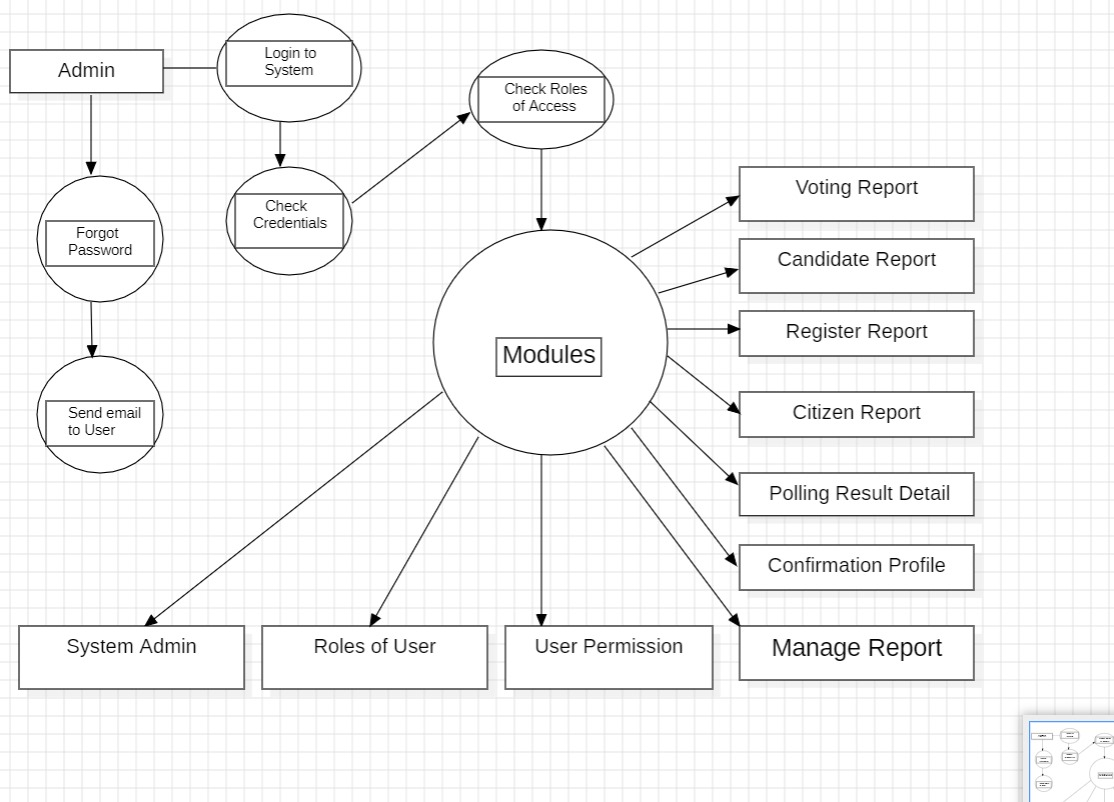 Admin
Login to
System
Check Roles
of Access
Check
Credentials
Forgot
Password
Send email
to User
Modules
Voting Report
Candidate Report
Register Report
Citizen Report
Polling Result Detail
Confirmation Profile
System Admin
Roles of User
User Permission
Manage Report